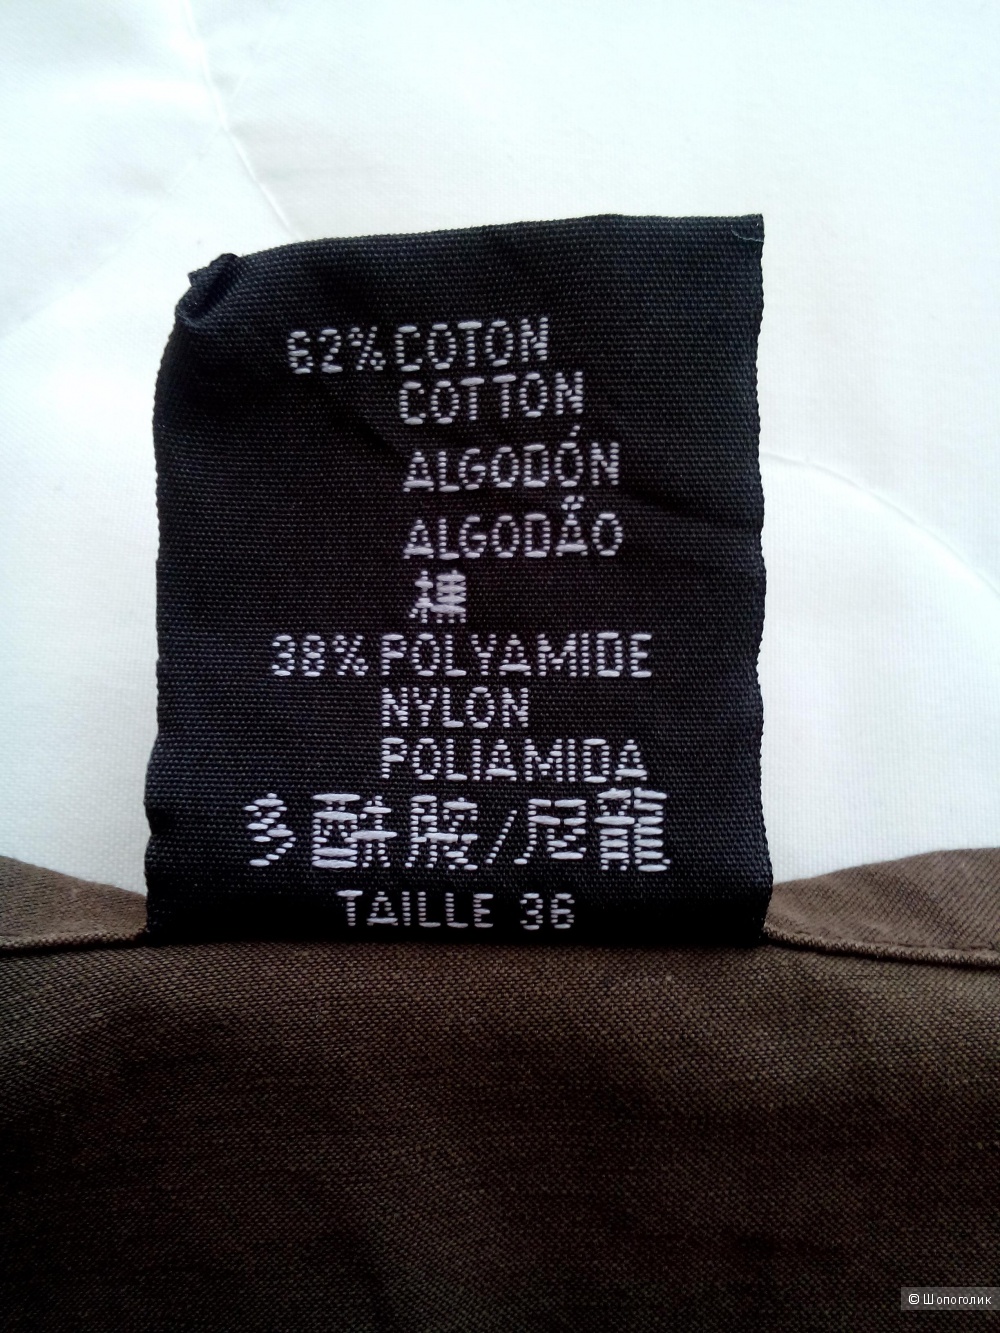 62% COTON
COTTON
ALGODÓN
ALGODÃO
棉
38% POLYAMIDE
NYLON
POLIAMIDA
多酰胺/尼龍
TAILLE 36
© Шопоголик